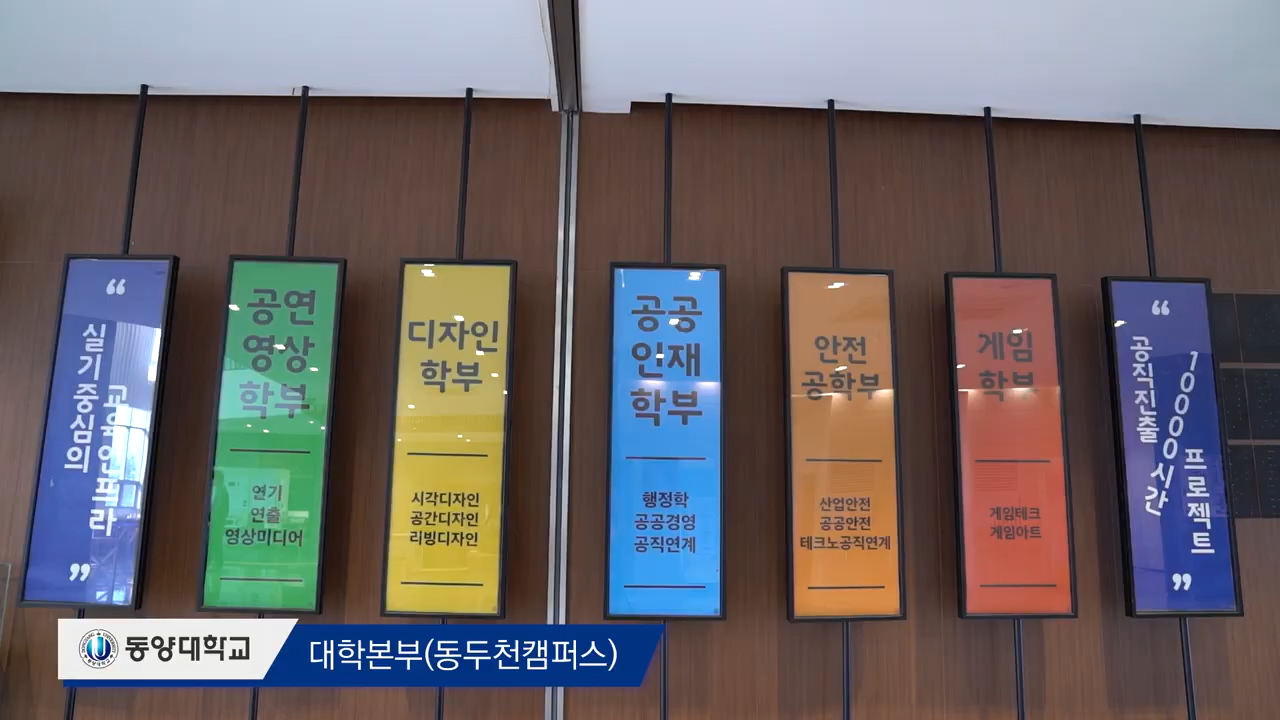 “
실기중심의
교육인프라
”
공연
영상
학부
연기
연출
영상미디어
디자인
학부
시각디자인
공간디자인
리빙디자인
공공
인재
학부
행정학
공공경영
공직연계
안전
공학부
산업안전
공공안전
테크노공직연계
게임
학부
게임테크
게임아트
“
공직진출
10000시간
프로젝트
”
동양대학교
대학본부(동두천캠퍼스)